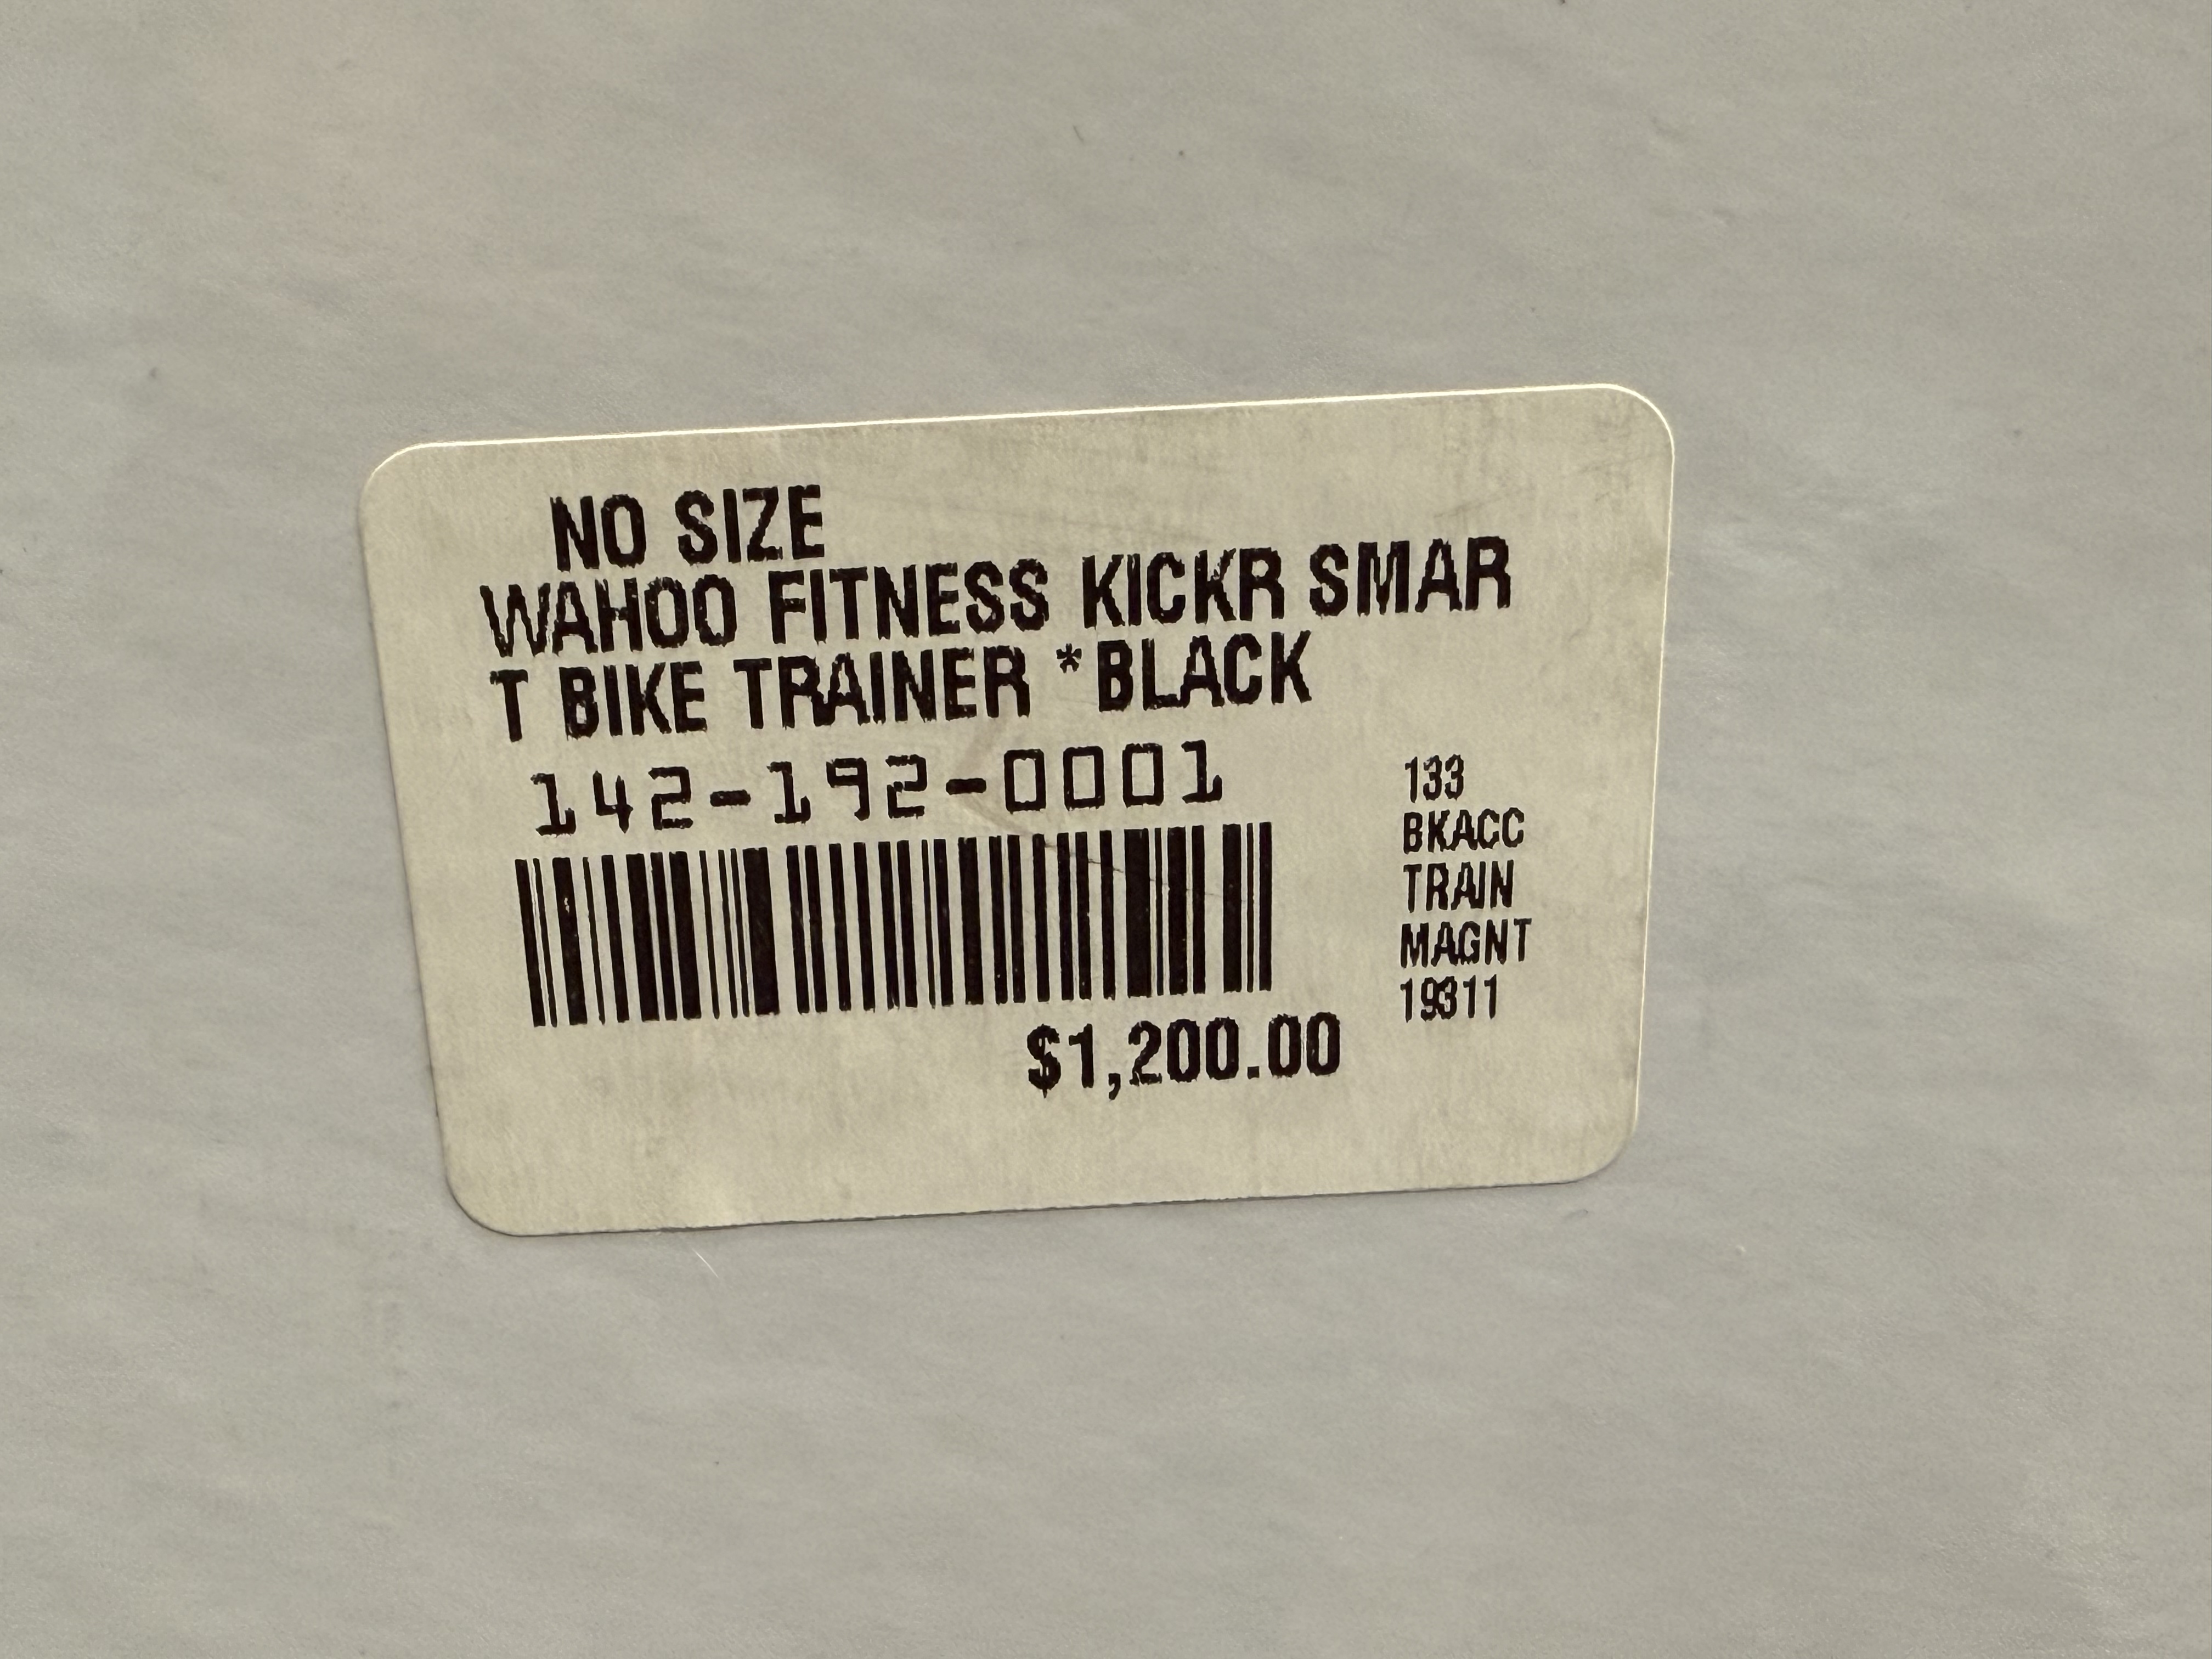 NO SIZE
WAHOO FITNESS KICKR SMAR
T BIKE TRAINER *BLACK
142-192-0001
133
BKACC
TRAIN
MAGNT
19311
$1,200.00